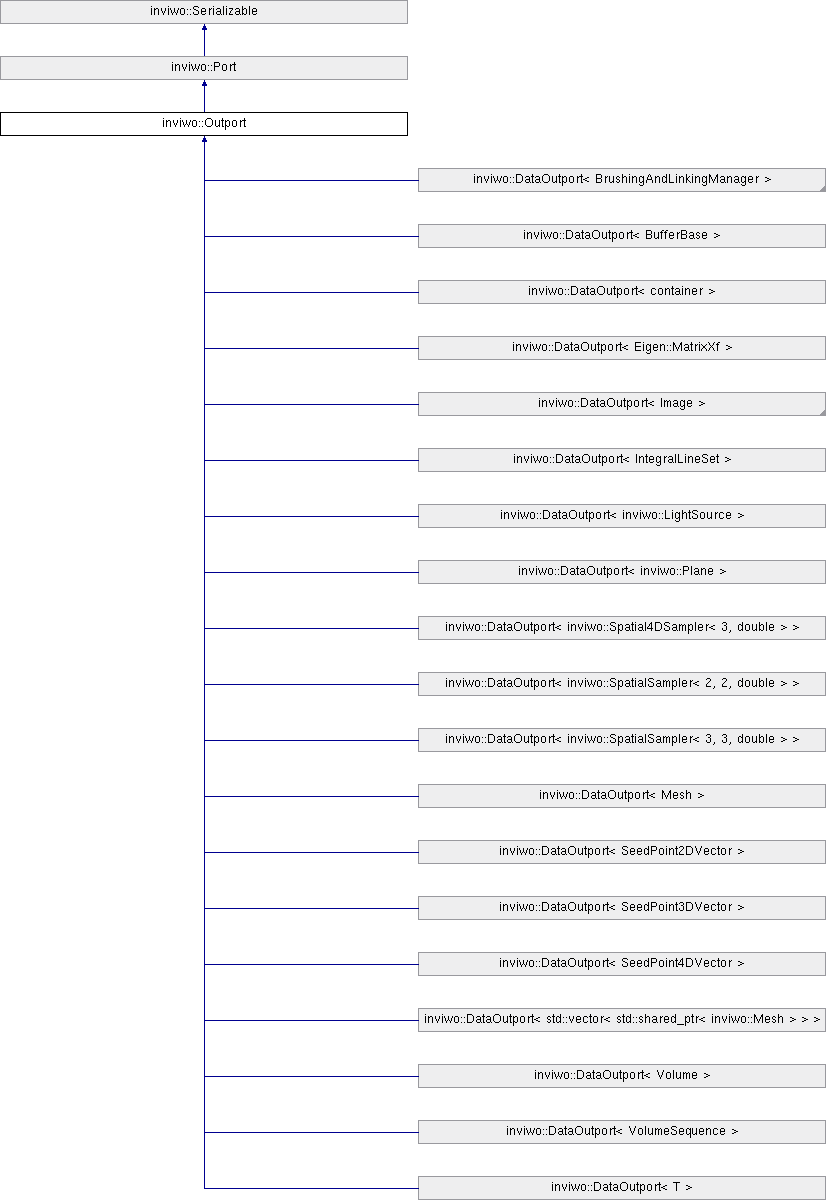 inviwo::Serializable
inviwo::Port
inviwo::Outport
inviwo::DataOutport< BrushingAndLinkingManager >
inviwo::DataOutport< BufferBase >
inviwo::DataOutport< container >
inviwo::DataOutport< Eigen::MatrixXf >
inviwo::DataOutport< Image >
inviwo::DataOutport< IntegralLineSet >
inviwo::DataOutport< inviwo::LightSource >
inviwo::DataOutport< inviwo::Plane >
inviwo::DataOutport< inviwo::Spatial4DSampler< 3, double > >
inviwo::DataOutport< inviwo::SpatialSampler< 2, 2, double > >
inviwo::DataOutport< inviwo::SpatialSampler< 3, 3, double > >
inviwo::DataOutport< Mesh >
inviwo::DataOutport< SeedPoint2DVector >
inviwo::DataOutport< SeedPoint3DVector >
inviwo::DataOutport< SeedPoint4DVector >
inviwo::DataOutport< std::vector< std::shared_ptr< inviwo::Mesh > > >
inviwo::DataOutport< Volume >
inviwo::DataOutport< VolumeSequence >
inviwo::DataOutport< T >